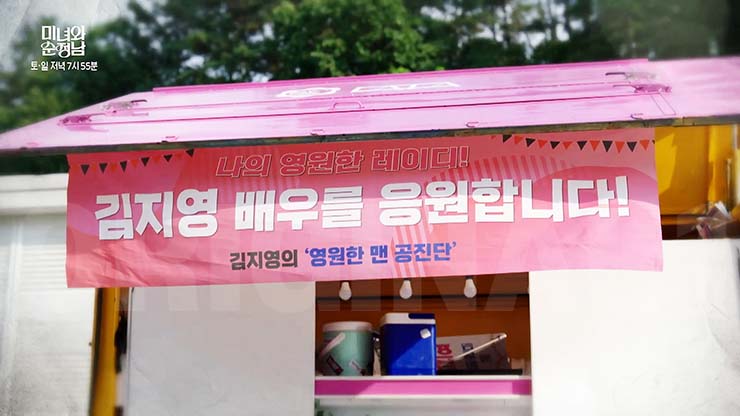 미녀와
순정남
토·일 저녁 7시 55분
나의 영원한 레이디!
김지영 배우를 응원합니다!
김지영의 '영원한 맨 공진단'